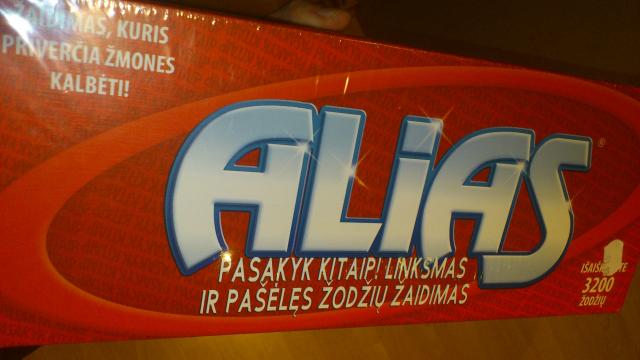 ŽAIDIMAS, KURIS
PRIVERČIA ŽMONES
KALBĖTI!
ALIAS®
PASAKYK KITAIP! LINKSMAS
IR PAŠĖLĘS ŽODŽIŲ ŽAIDIMAS
3200
ŽODŽIŲ